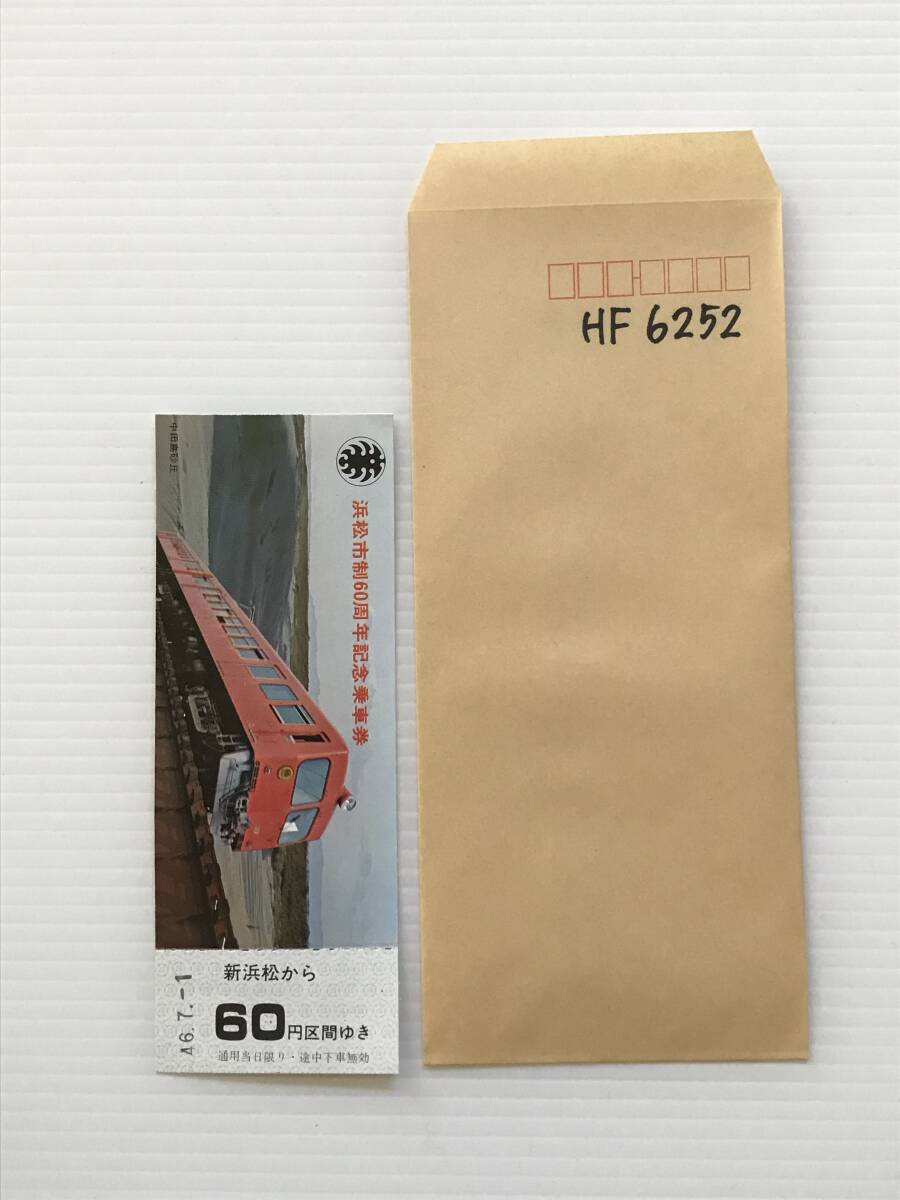 HF 6252
中田島砂丘
浜松市制60周年記念乗車券
新浜松から
60円区間ゆき
通用当日限り・途中下車無効
46.7.-1